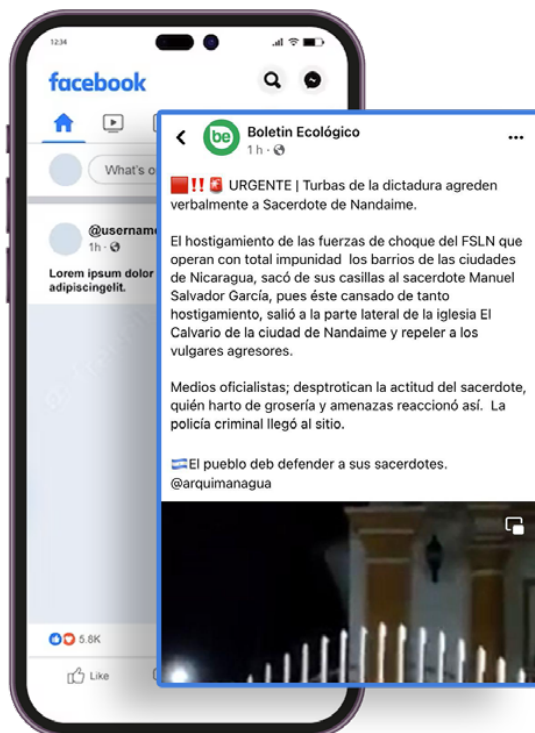 12:34
facebook
What's o
@username
1h
Lorem ipsum dolor
adipiscingelit.
5.8K
Like
be
Boletin Ecológico
1 h
URGENTE | Turbas de la dictadura agreden
verbalmente a Sacerdote de Nandaime.
El hostigamiento de las fuerzas de choque del FSLN que
operan con total impunidad los barrios de las ciudades
de Nicaragua, sacó de sus casillas al sacerdote Manuel
Salvador García, pues éste cansado de tanto
hostigamiento, salió a la parte lateral de la iglesia El
Calvario de la ciudad de Nandaime y repeler a los
vulgares agresores.
Medios oficialistas; desptrotican la actitud del sacerdote,
quién harto de grosería y amenazas reaccionó así. La
policía criminal llegó al sitio.
El pueblo deb defender a sus sacerdotes.
@arquimanagua